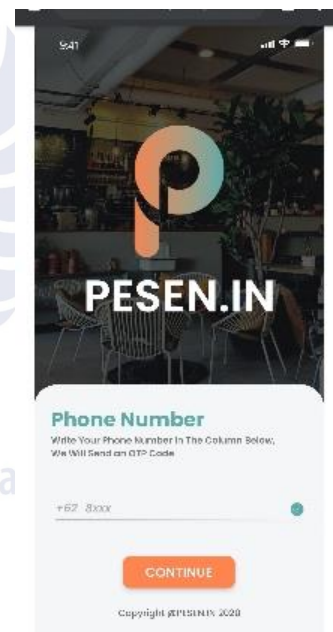 9:41
PESEN.IN
Phone Number
Write Your Phone Number In The Column Below,
We Will Send an OTP Code
+62 8xxx
CONTINUE
Copyright @PESEN.IN 2020